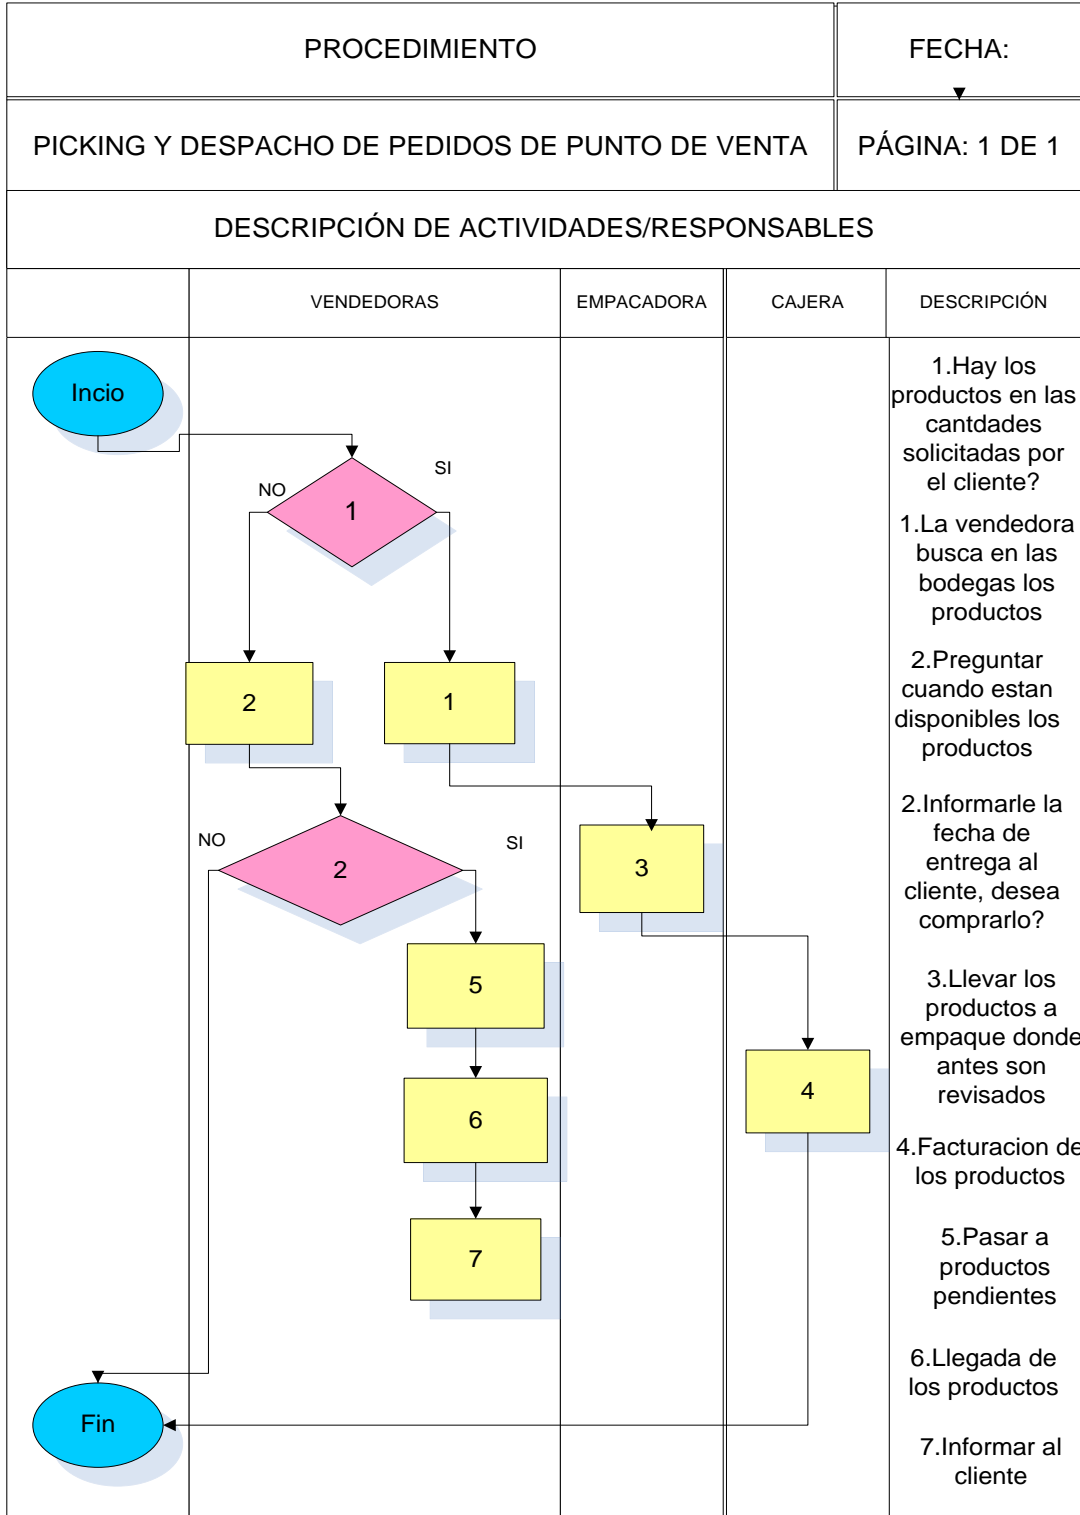 PROCEDIMIENTO
FECHA:
PICKING Y DESPACHO DE PEDIDOS DE PUNTO DE VENTA
PÁGINA: 1 DE 1
DESCRIPCIÓN DE ACTIVIDADES/RESPONSABLES
VENDEDORAS
EMPACADORA
CAJERA
DESCRIPCIÓN
Incio
NO
SI
1
2
1
NO
SI
2
3
5
4
6
7
Fin
1.Hay los
productos en las
cantdades
solicitadas por
el cliente?
1.La vendedora
busca en las
bodegas los
productos
2.Preguntar
cuando estan
disponibles los
productos
2.Informarle la
fecha de
entrega al
cliente, desea
comprarlo?
3.Llevar los
productos a
empaque donde
antes son
revisados
4.Facturacion de
los productos
5.Pasar a
productos
pendientes
6.Llegada de
los productos
7.Informar al
cliente